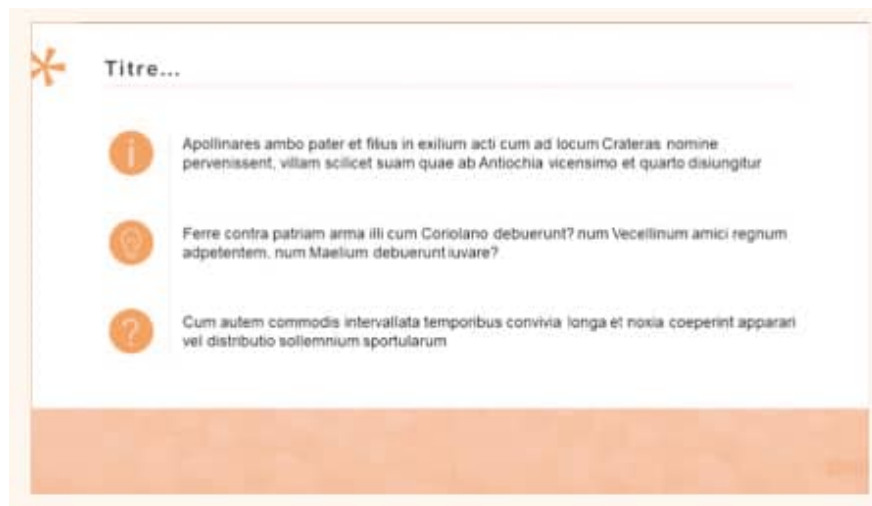 Titre...
Apollinares ambo pater et filius in exilium acti cum ad locum Crateras nomine
pervenissent, villam scilicet suam quae ab Antiochia vicensimo et quarto disiungitur
Ferre contra patriam arma illi cum Coriolano debuerunt? num Vecellinum amici regnum
adpetentem, num Maelium debuerunt iuvare?
Cum autem commodis intervallata temporibus convivia longa et noxia coeperint apparari
vel distributio sollemnium sportularum